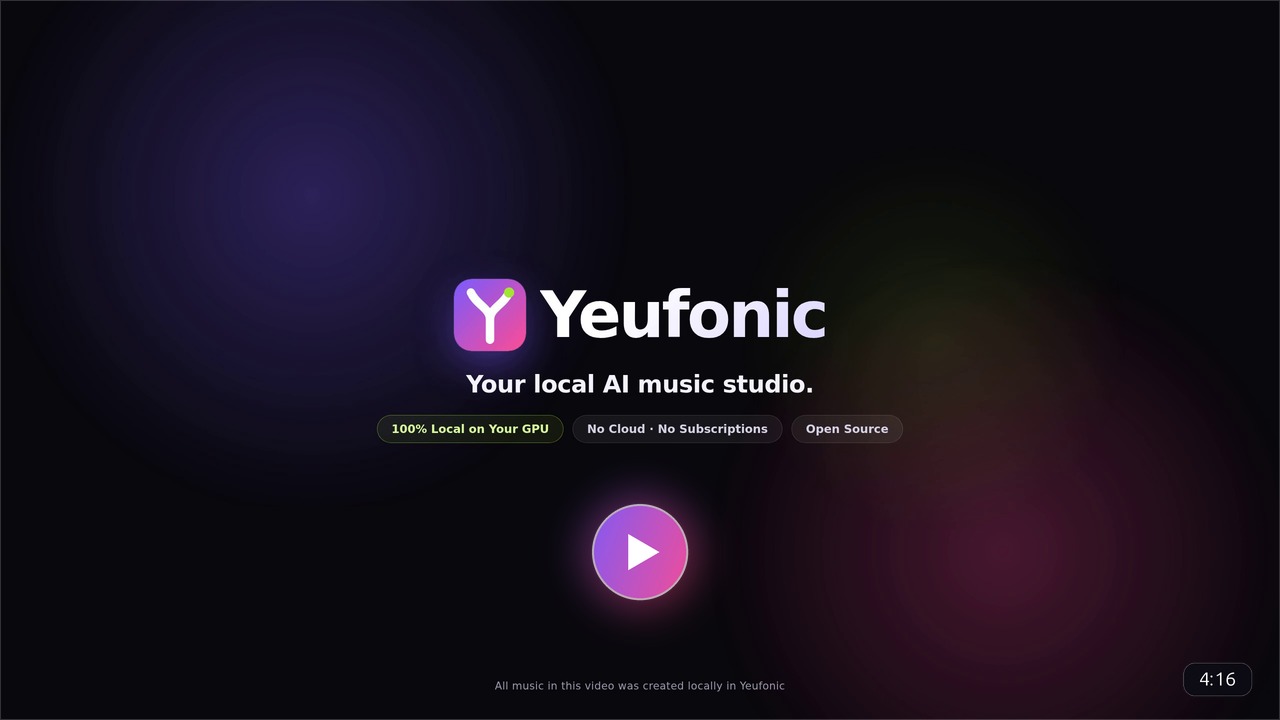 Yeufonic
Your local AI music studio.
100% Local on Your GPU
No Cloud · No Subscriptions
Open Source
All music in this video was created locally in Yeufonic
4:16